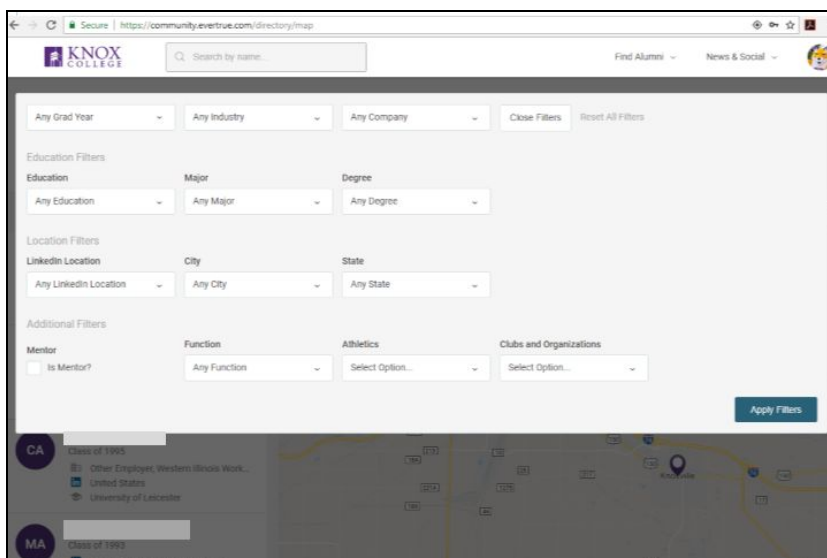 Secure | https://community.evertrue.com/directory/map
KNOX
COLLEGE
Search by name...
Find Alumni
News & Social
Any Grad Year
Any Industry
Any Company
Close Filters
Reset All Filters
Education Filters
Education
Major
Degree
Any Education
Any Major
Any Degree
Location Filters
LinkedIn Location
City
State
Any LinkedIn Location
Any City
Any State
Additional Filters
Mentor
Function
Athletics
Clubs and Organizations
Is Mentor?
Any Function
Select Option...
Select Option...
Apply Filters
CA
Class of 1995
Other Employer, Western Illinois Work...
United States
University of Leicester
MA
Class of 1993
Knoxville